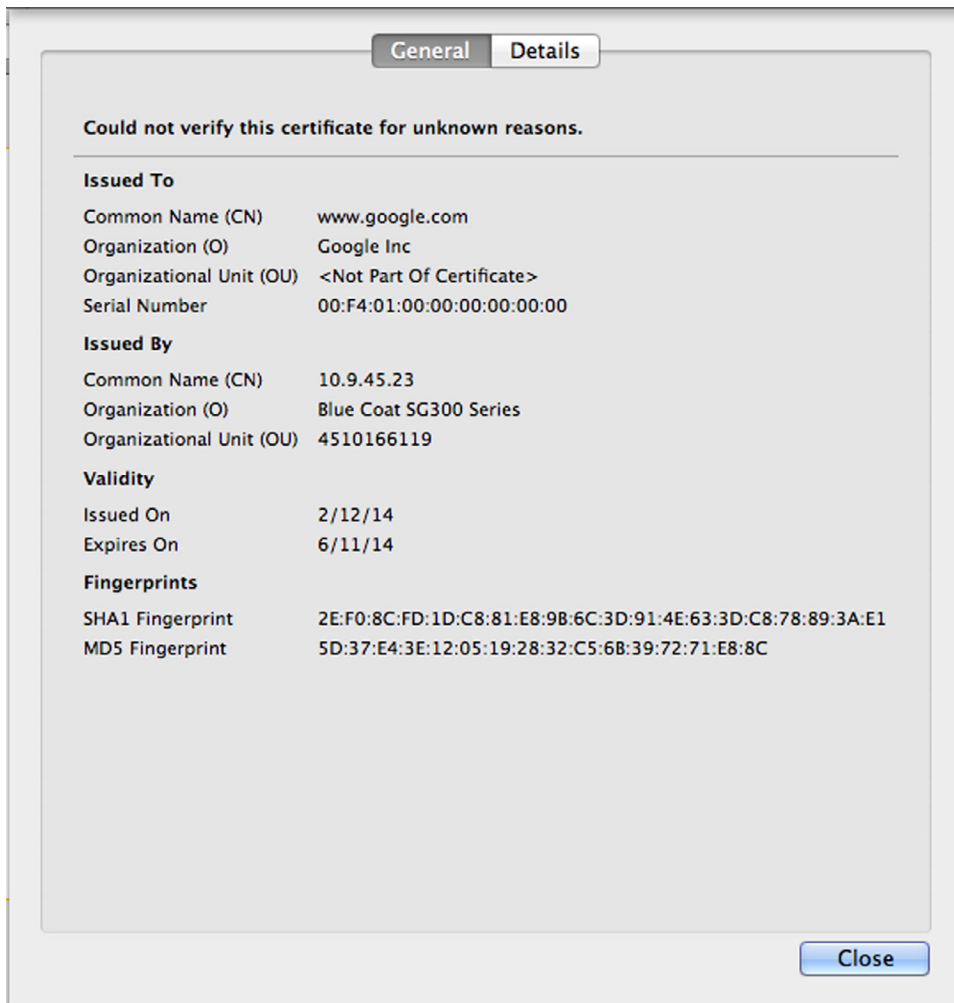 General Details
Could not verify this certificate for unknown reasons.
Issued To
Common Name (CN) www.google.com
Organization (O) Google Inc
Organizational Unit (OU) <Not Part Of Certificate>
Serial Number 00:F4:01:00:00:00:00:00:00
Issued By
Common Name (CN) 10.9.45.23
Organization (O) Blue Coat SG300 Series
Organizational Unit (OU) 4510166119
Validity
Issued On 2/12/14
Expires On 6/11/14
Fingerprints
SHA1 Fingerprint 2E:F0:8C:FD:1D:C8:81:E8:9B:6C:3D:91:4E:63:3D:C8:78:89:3A:E1
MD5 Fingerprint 5D:37:E4:3E:12:05:19:28:32:C5:6B:39:72:71:E8:8C
Close